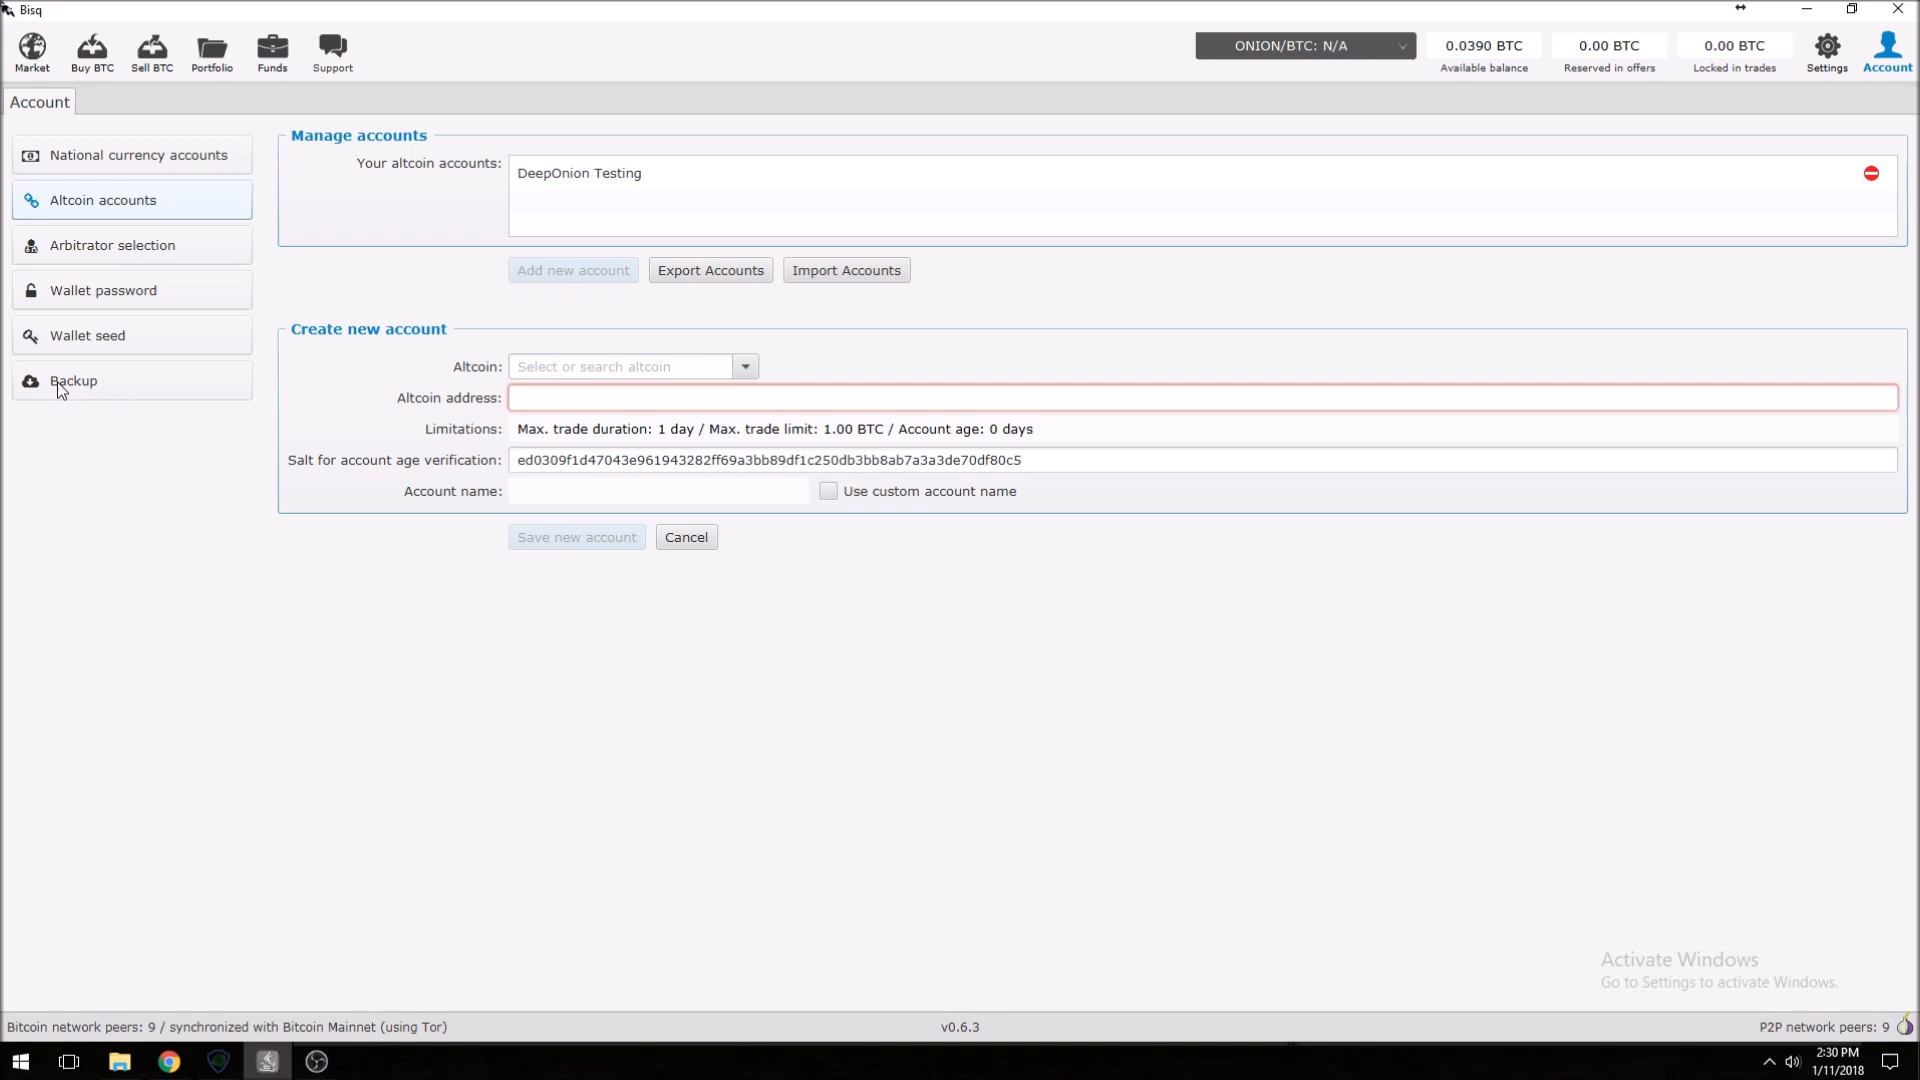 Bisq
Market
Buy BTC
Sell BTC
Portfolio
Funds
Support
ONION/BTC: N/A
0.0390 BTC
Available balance
0.00 BTC
Reserved in offers
0.00 BTC
Locked in trades
Settings
Account
Account
National currency accounts
Altcoin accounts
Arbitrator selection
Wallet password
Wallet seed
Backup
Manage accounts
Your altcoin accounts:
DeepOnion Testing
Add new account
Export Accounts
Import Accounts
Create new account
Altcoin:
Select or search altcoin
Altcoin address:
Limitations:
Max. trade duration: 1 day / Max. trade limit: 1.00 BTC / Account age: 0 days
Salt for account age verification:
ed0309f1d47043e961943282ff69a3bb89df1c250db3bb8ab7a3a3de70df80c5
Account name:
Use custom account name
Save new account
Cancel
Activate Windows
Go to Settings to activate Windows.
Bitcoin network peers: 9 / synchronized with Bitcoin Mainnet (using Tor)
v0.6.3
P2P network peers: 9
2:30 PM
1/11/2018